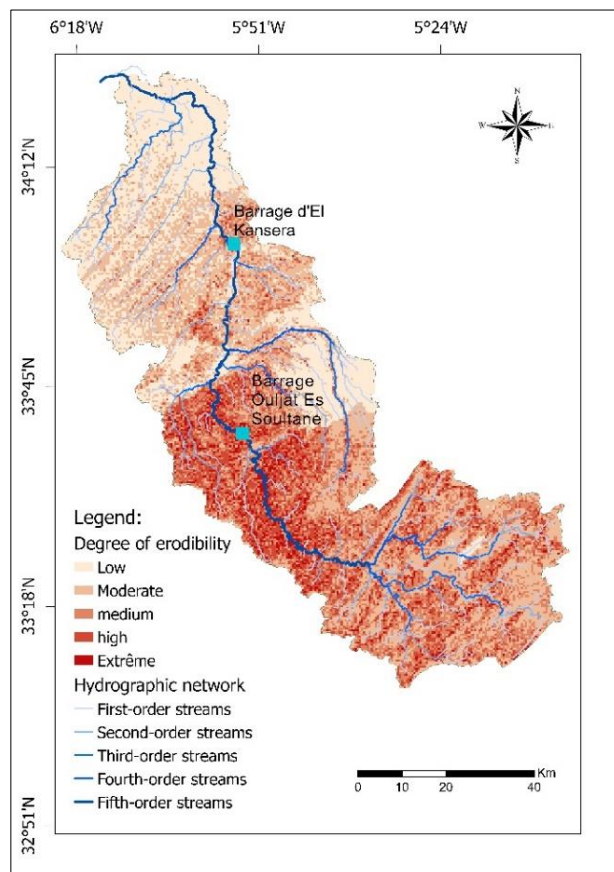 6°18'W 5°51'W 5°24'W
N
W E
S
34°12'N
Barrage d'El
Kansera
33°45'N
Barrage
Ouljat Es
Soultane
Legend:
Degree of erodibility
Low
Moderate
medium
high
Extrême
33°18'N
Hydrographic network
First-order streams
Second-order streams
Third-order streams
Fourth-order streams
Fifth-order streams
Km
0 10 20 40
32°51'N